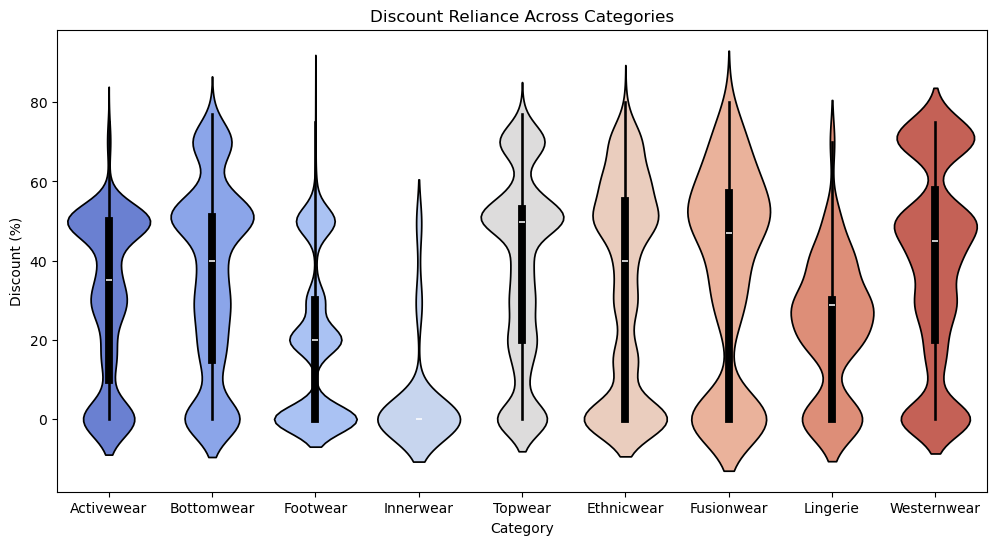 Discount Reliance Across Categories
Discount (%)
80
60
40
20
0
Activewear Bottomwear Footwear Innerwear Topwear Ethnicwear Fusionwear Lingerie Westernwear
Category